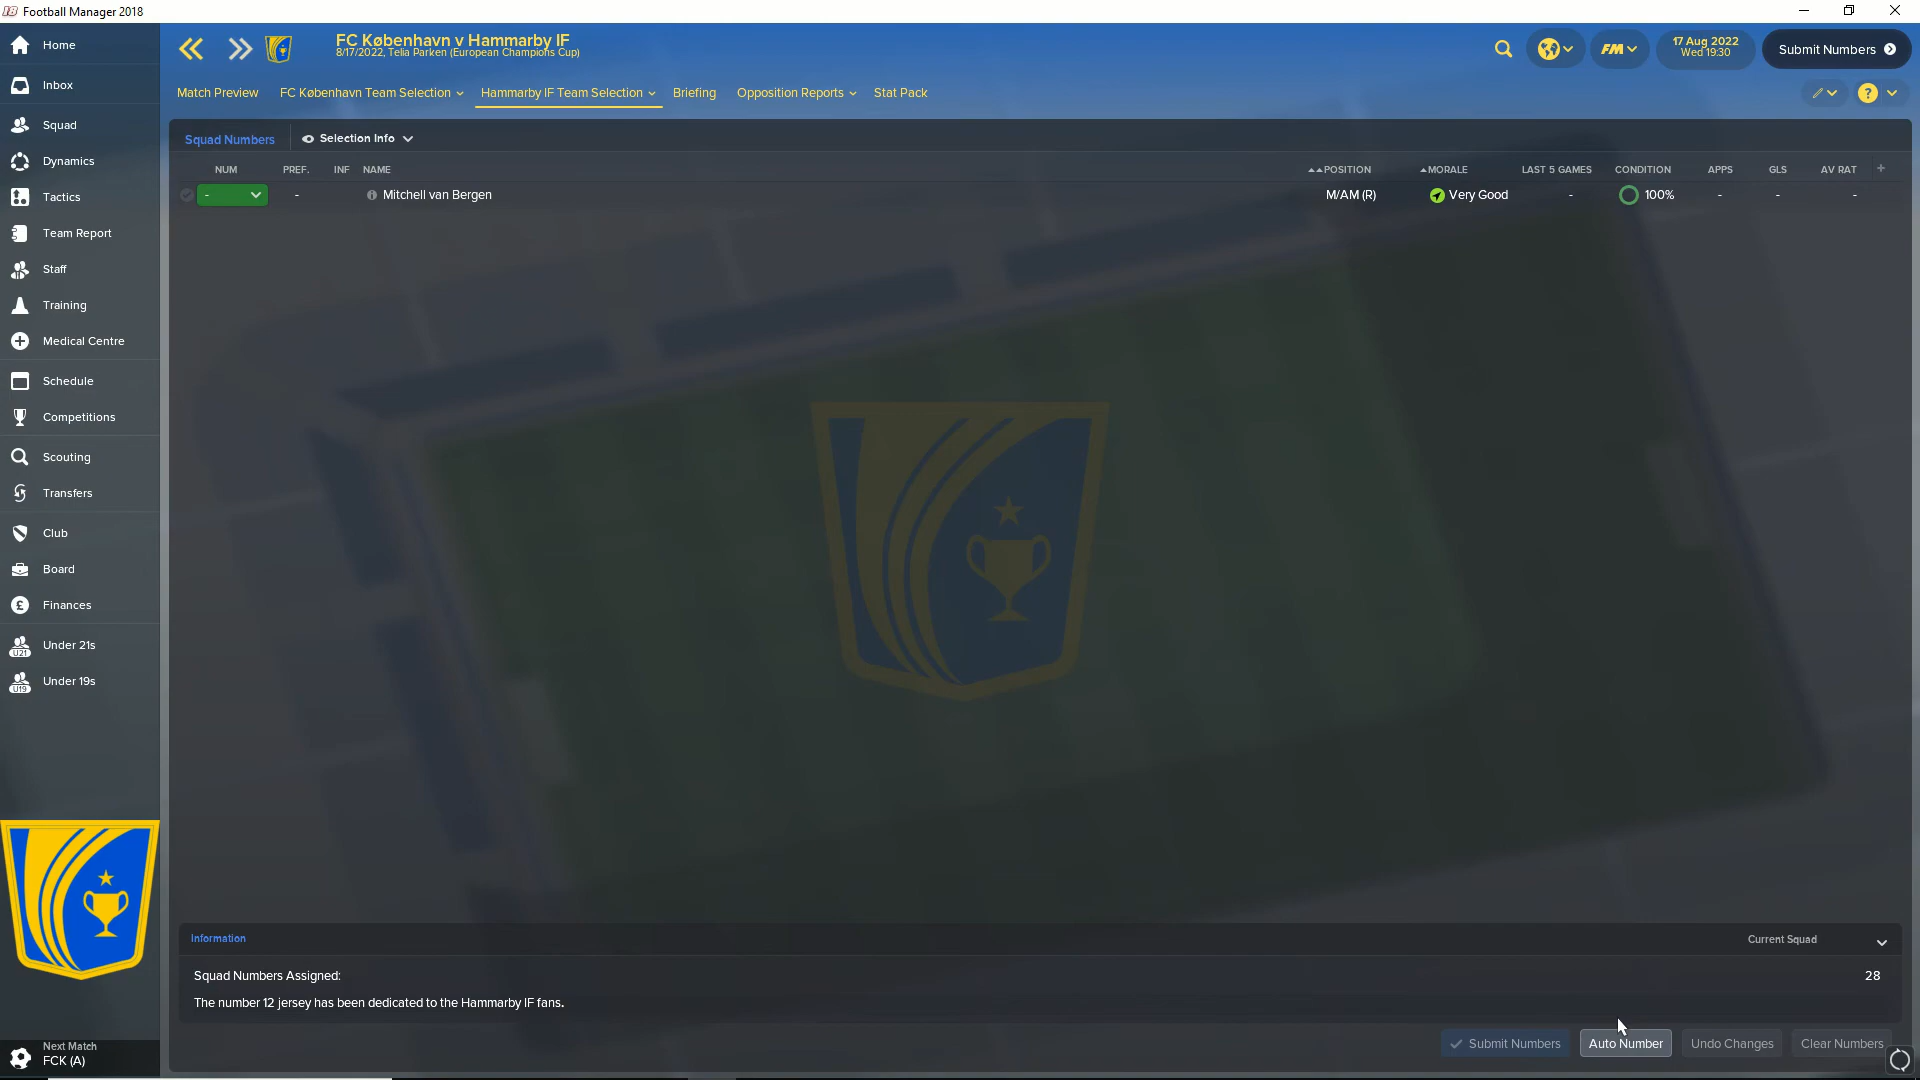 Football Manager 2018
Home
Inbox
Squad
Dynamics
Tactics
Team Report
Staff
Training
Medical Centre
Schedule
Competitions
Scouting
Transfers
Club
Board
Finances
U21
Under 21s
U19
Under 19s
Next Match
FCK (A)
FC København v Hammarby IF
8/17/2022, Telia Parken (European Champions Cup)
FM
17 Aug 2022
Wed 19:30
Submit Numbers
Match Preview FC København Team Selection Hammarby IF Team Selection Briefing Opposition Reports Stat Pack
?
Squad Numbers Selection Info
NUM PREF. INF NAME POSITION MORALE LAST 5 GAMES CONDITION APPS GLS AV RAT +
- - Mitchell van Bergen M/AM (R) Very Good - 100% - - -
Information Current Squad
Squad Numbers Assigned: 28
The number 12 jersey has been dedicated to the Hammarby IF fans.
Submit Numbers Auto Number Undo Changes Clear Numbers